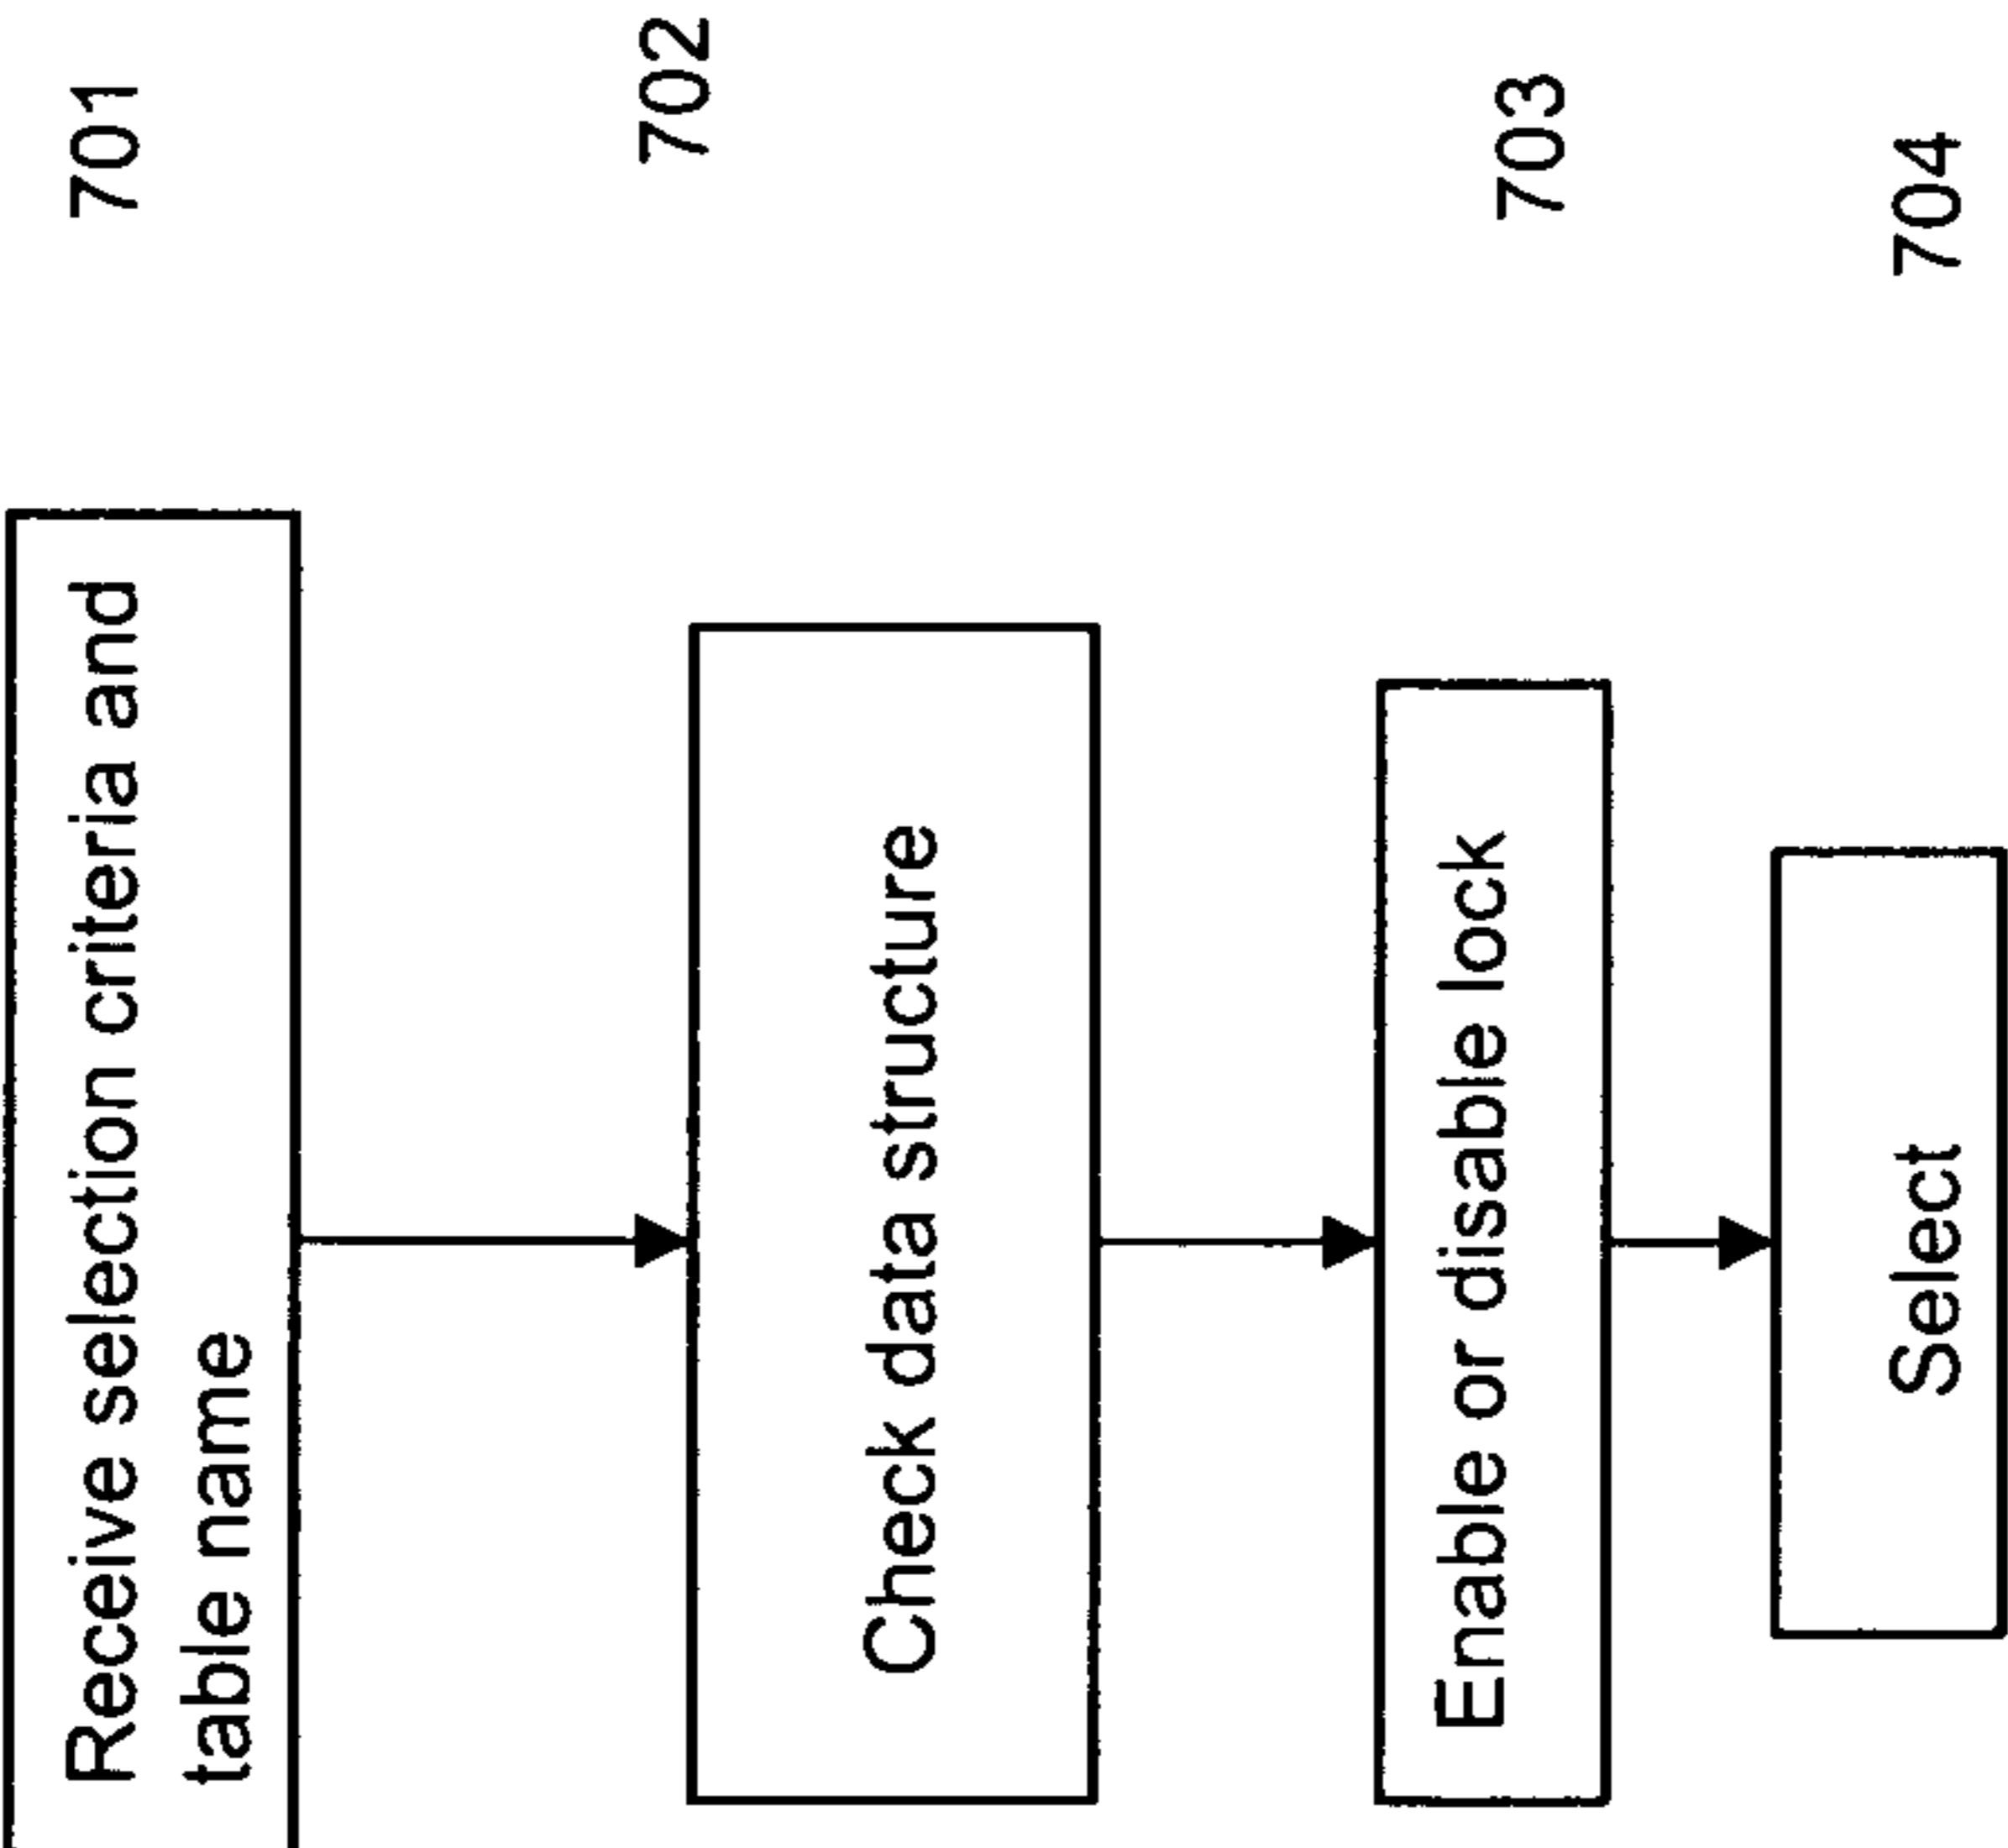 Receive selection criteria and
table name
701
Check data structure
702
Enable or disable lock
703
Select
704